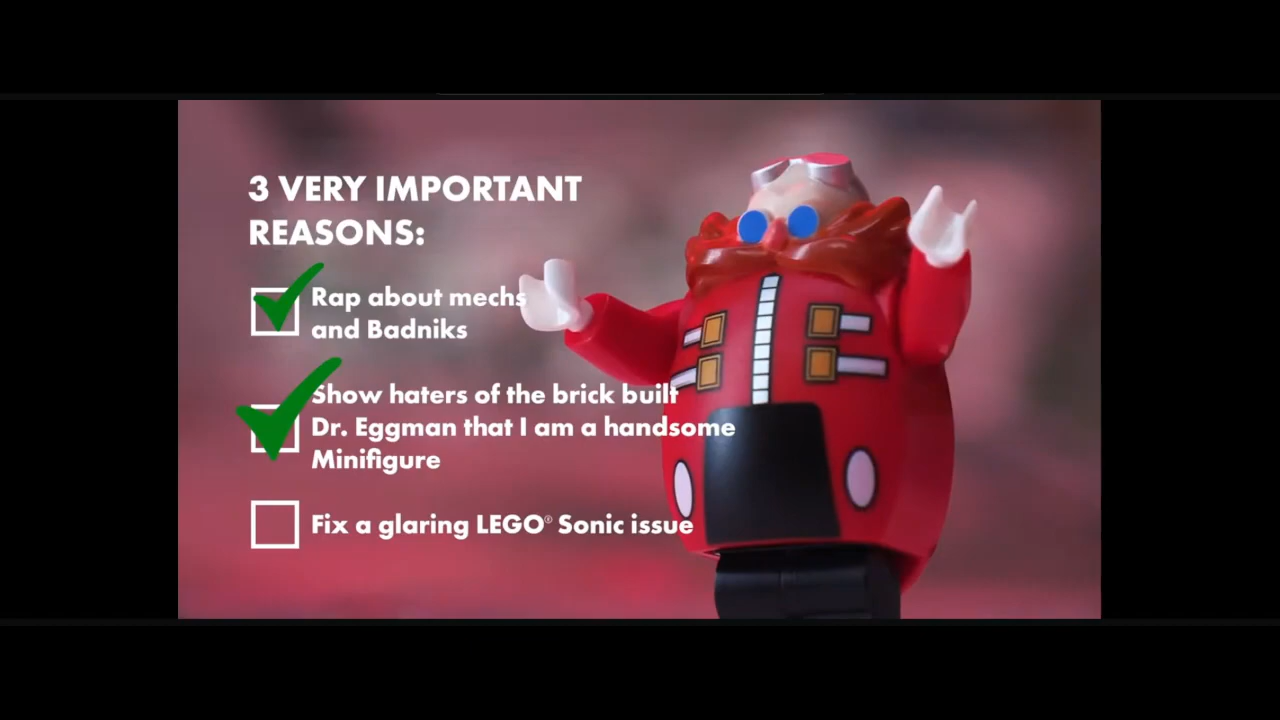 3 VERY IMPORTANT
REASONS:
Rap about mechs
and Badniks
Show haters of the brick built
Dr. Eggman that I am a handsome
Minifigure
Fix a glaring LEGO® Sonic issue